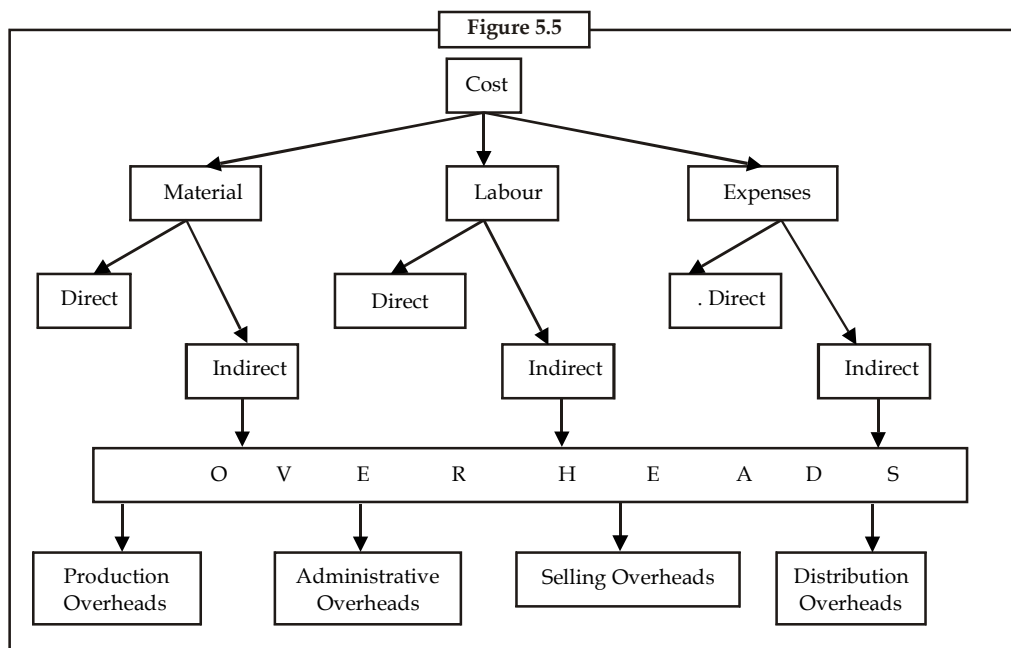 Figure 5.5
Cost
Material
Labour
Expenses
Direct
Direct
. Direct
Indirect
Indirect
Indirect
O V E R H E A D S
Production
Overheads
Administrative
Overheads
Selling Overheads
Distribution
Overheads